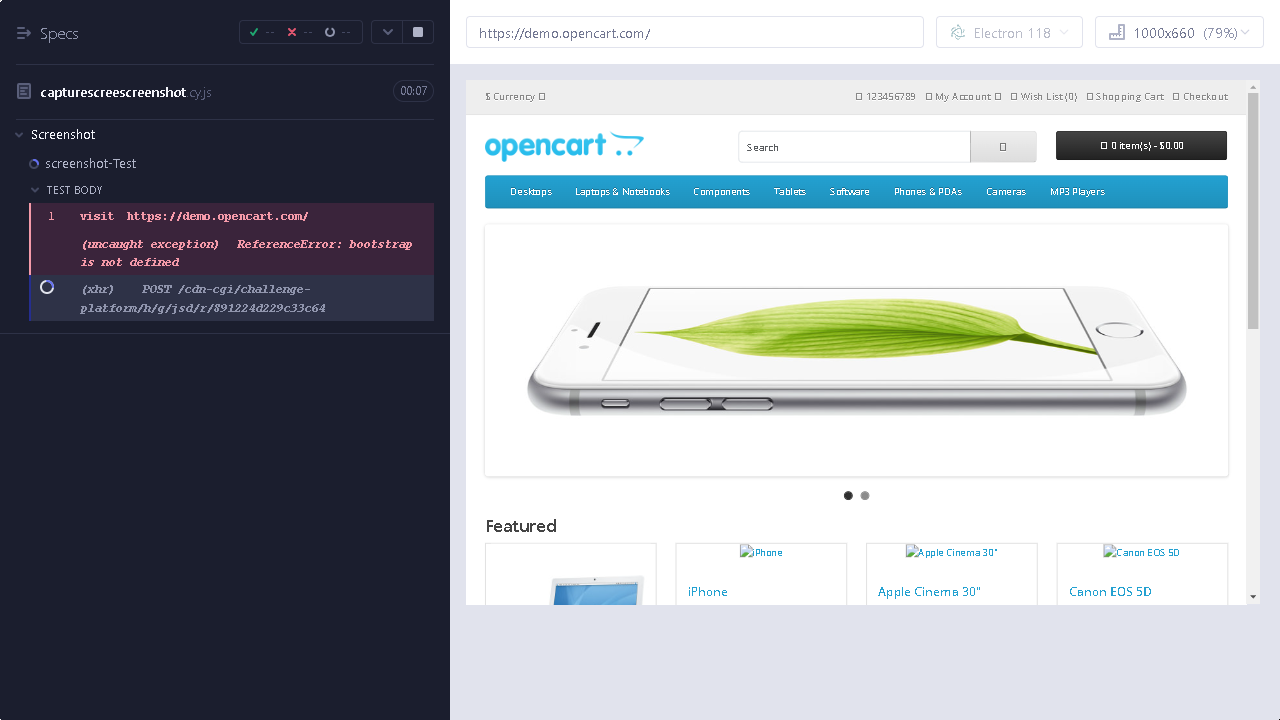 Specs
-- -- --
capturescreescreenshot.cy.js
00:07
Screenshot
screenshot-Test
TEST BODY
1 visit https://demo.opencart.com/
(uncaught exception) ReferenceError: bootstrap
is not defined
(xhr) POST /cdn-cgi/challenge-
platform/h/g/jsd/r/891224d229c33c64
https://demo.opencart.com/
Electron 118
1000x660 (79%)
$ Currency
123456789 My Account Wish List (0) Shopping Cart Checkout
opencart
Search
0 item(s) - $0.00
Desktops Laptops & Notebooks Components Tablets Software Phones & PDAs Cameras MP3 Players
Featured
iPhone Apple Cinema 30" Canon EOS 5D
iPhone Apple Cinema 30" Canon EOS 5D